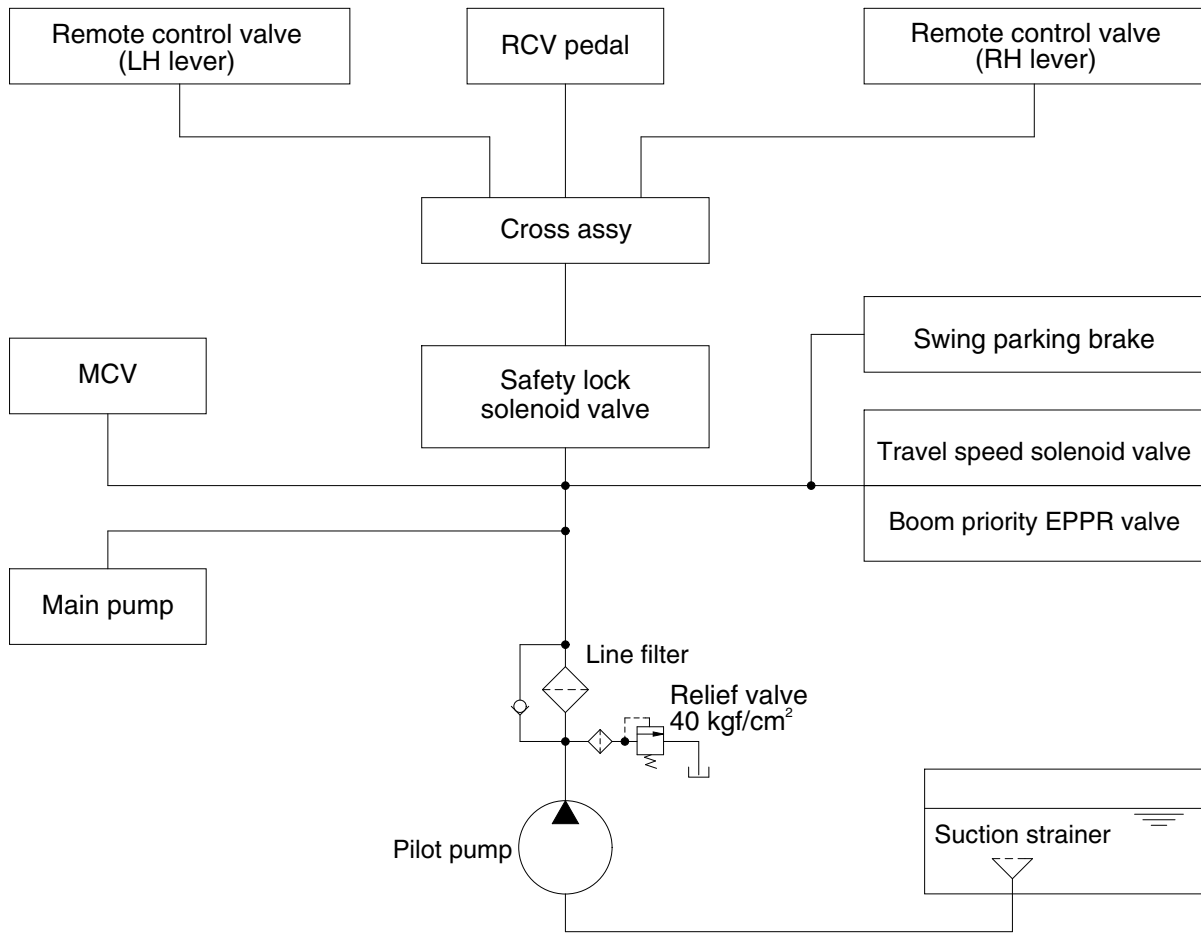 Remote control valve
(LH lever)
RCV pedal
Remote control valve
(RH lever)
Cross assy
Swing parking brake
MCV
Safety lock
solenoid valve
Travel speed solenoid valve
Boom priority EPPR valve
Main pump
Line filter
Relief valve
40 kgf/cm²
Suction strainer
Pilot pump